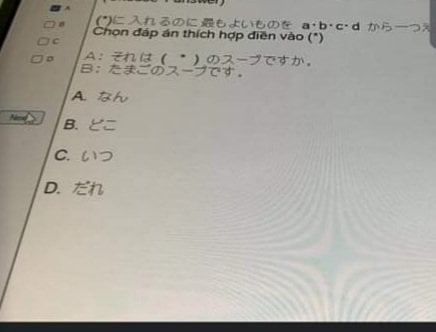 A
B
(*)に 入れるのに 最もよいものを a・b・c・d から一つ
C
Chọn đáp án thích hợp điền vào (*)
D
A：それは ( * ) のスープですか。
B：たまごのスープです。
A. なん
Next
B. どこ
C. いつ
D. だれ